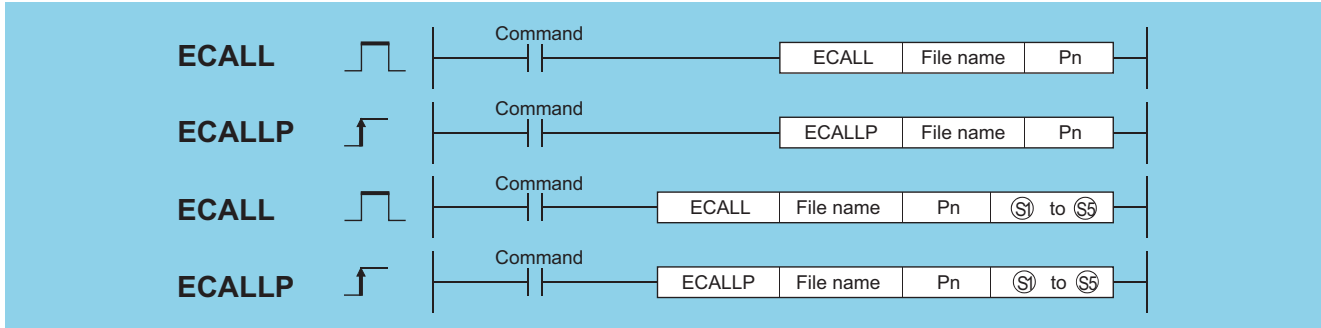 Command
ECALL ECALL File name Pn
Command
ECALLP ECALLP File name Pn
Command
ECALL ECALL File name Pn S1 to S5
Command
ECALLP ECALLP File name Pn S1 to S5